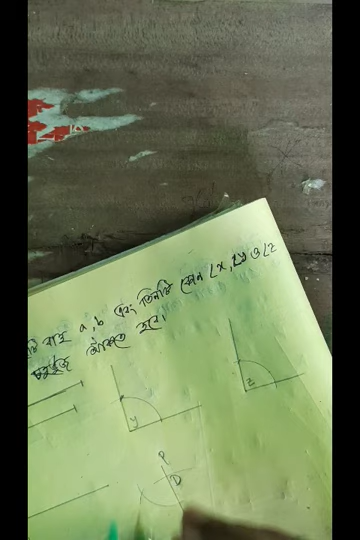 বাহু a, b এবং তিনটি কোন ∠x, ∠y ও ∠z
চতুর্ভুজ আঁকতে হবে।
z
y
P
D